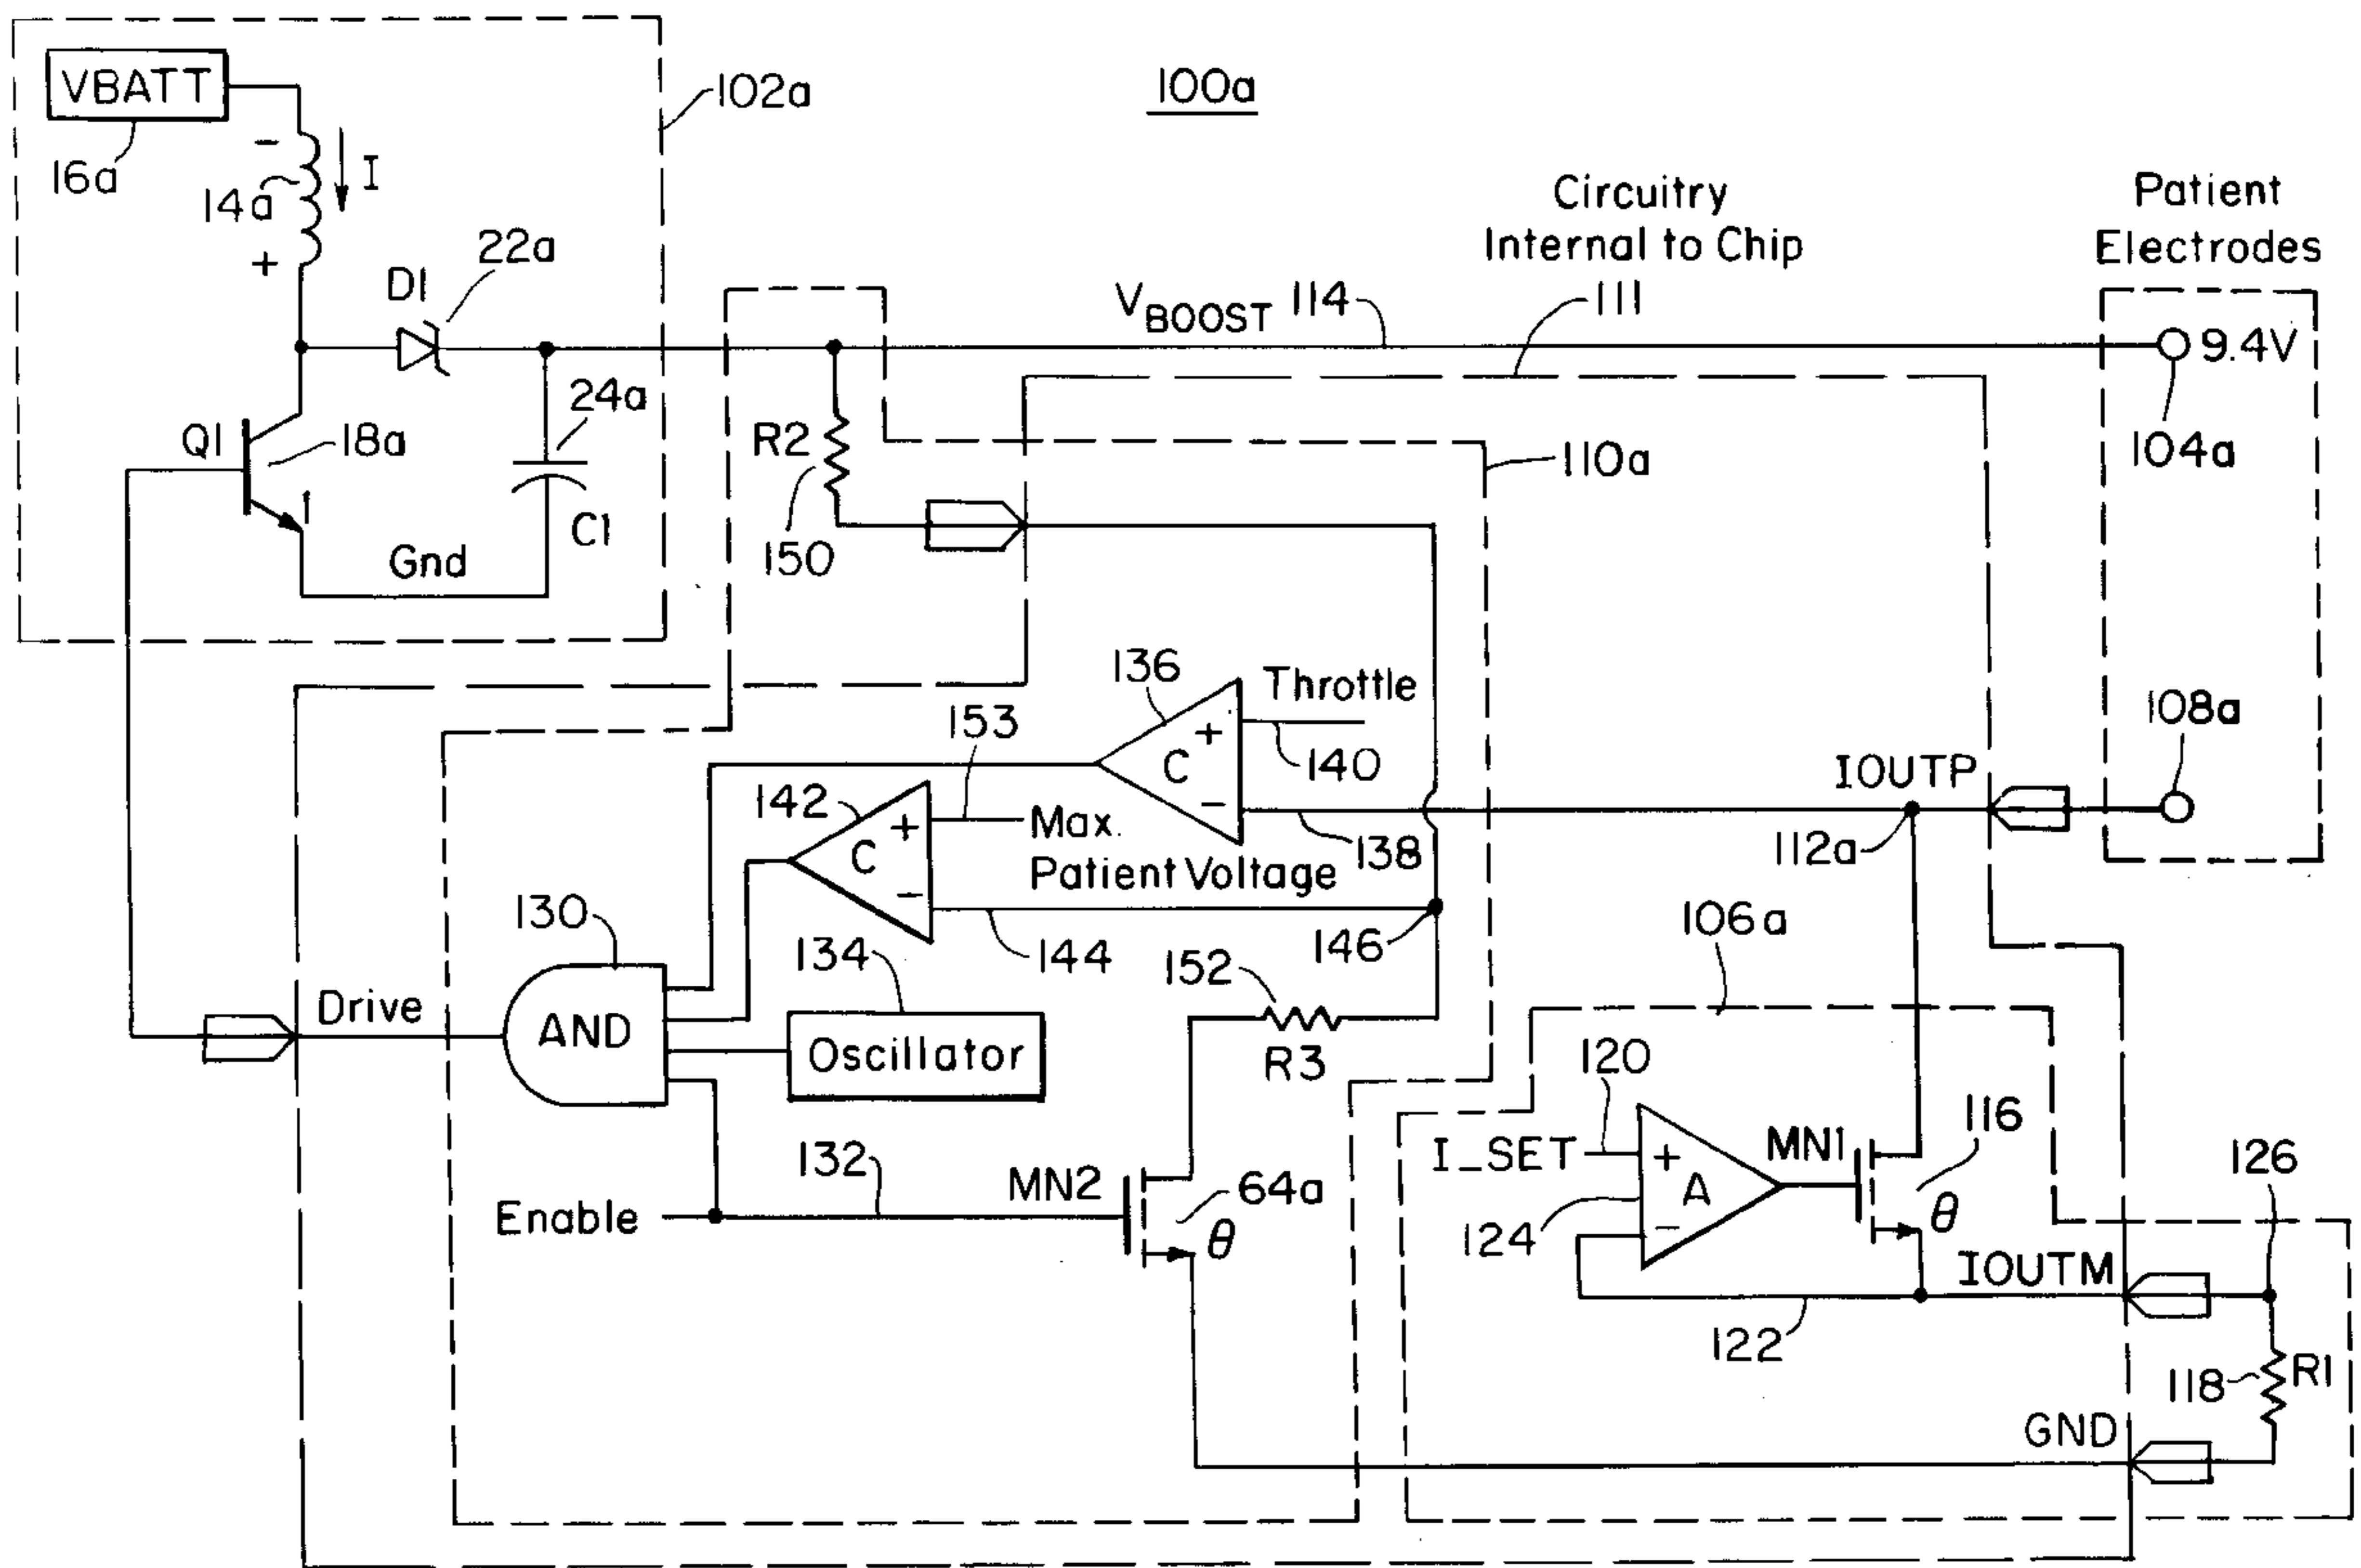 100a
VBATT
102a
16a
-
14a
I
+
Circuitry
Internal to Chip
Patient
Electrodes
22a
D1
VBOOST 114
111
9.4V
24a
Q1
18a
R2
110a
104a
C1
150
Gnd
136
Throttle
+
C
-
140
153
108a
IOUTP
142
+
C
-
Max.
Patient Voltage
138
112a
130
144
146
106a
134
152
Drive
AND
Oscillator
R3
120
116
I_SET
+
A
-
MN1
126
132
MN2
64a
Enable
θ
124
θ
IOUTM
122
118
R1
GND